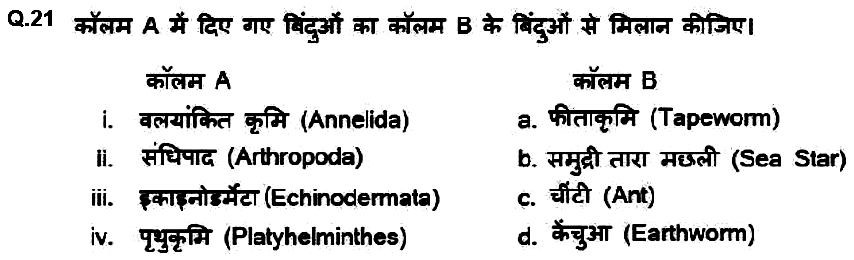 Q.21 कॉलम A में दिए गए बिंदुओं का कॉलम B के बिंदुओं से मिलान कीजिए।
कॉलम A कॉलम B
i. वलयांकित कृमि (Annelida) a. फीताकृमि (Tapeworm)
ii. संधिपाद (Arthropoda) b. समुद्री तारा मछली (Sea Star)
iii. इकाइनोडर्मेटा (Echinodermata) c. चींटी (Ant)
iv. पृथुकृमि (Platyhelminthes) d. केंचुआ (Earthworm)